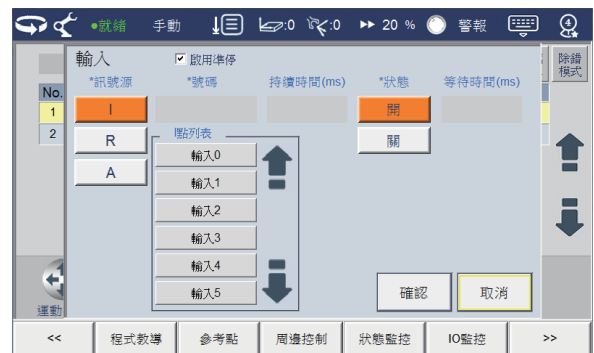 就緒 手動 :0 :0 20 % 警報 4
輸入 啟用準停 除錯模式
*訊號源 *號碼 持續時間(ms) *狀態 等待時間(ms)
No.
1 I 開
2 R I點列表 關
輸入0
A 輸入1
輸入2
輸入3
輸入4
輸入5 確認 取消
運動
<< 程式教導 參考點 周邊控制 狀態監控 IO監控 >>